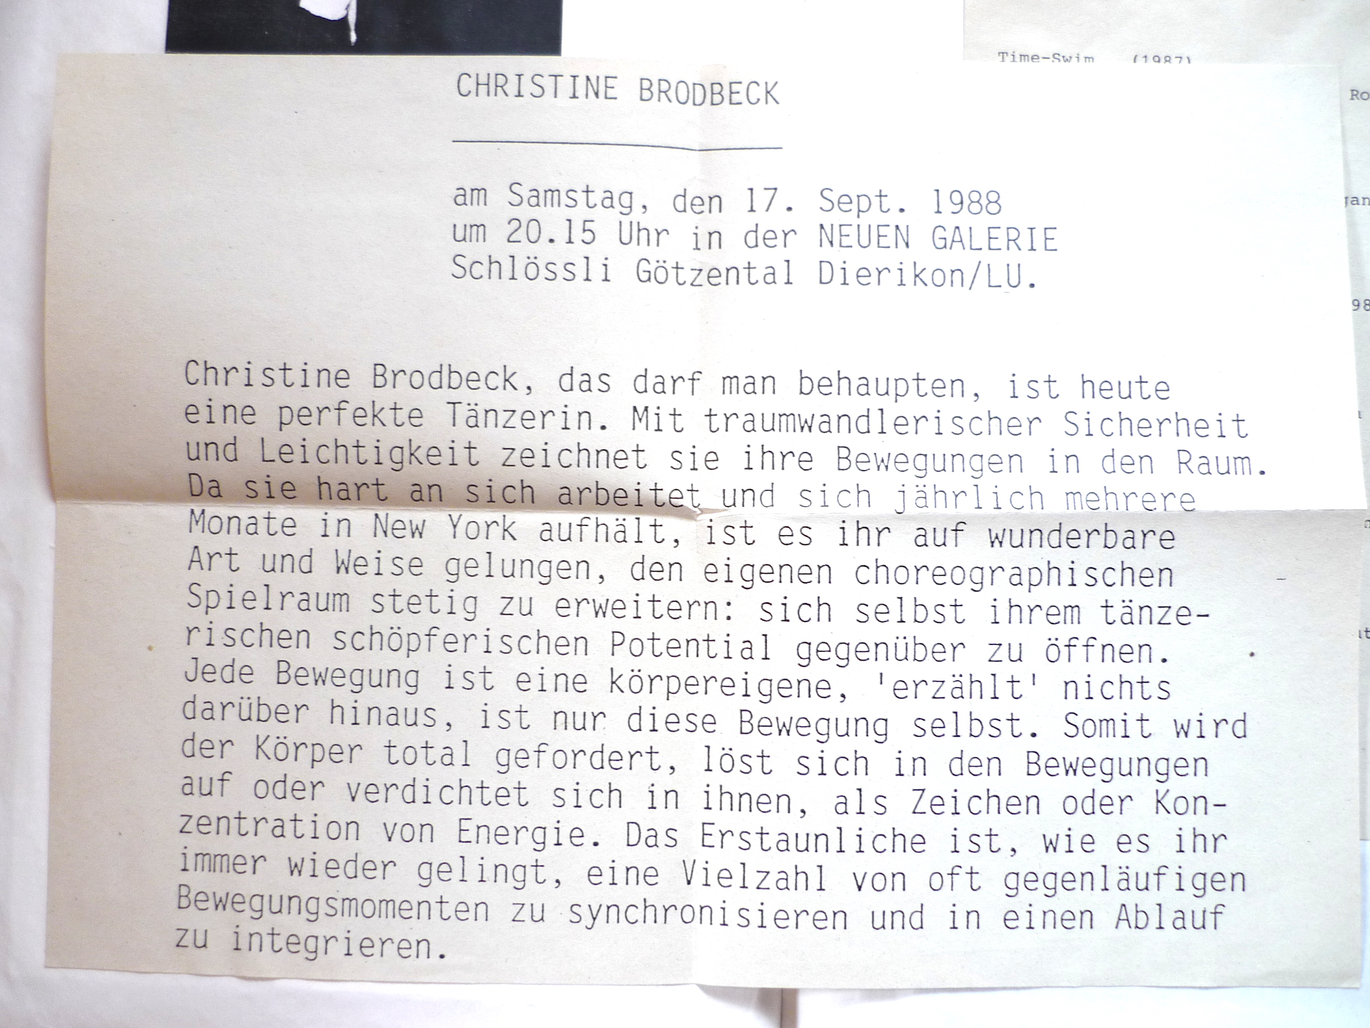 Time-Swim (1987)
CHRISTINE BRODBECK
am Samstag, den 17. Sept. 1988
um 20.15 Uhr in der NEUEN GALERIE
Schlössli Götzental Dierikon/LU.
Christine Brodbeck, das darf man behaupten, ist heute
eine perfekte Tänzerin. Mit traumwandlerischer Sicherheit
und Leichtigkeit zeichnet sie ihre Bewegungen in den Raum.
Da sie hart an sich arbeitet und sich jährlich mehrere
Monate in New York aufhält, ist es ihr auf wunderbare
Art und Weise gelungen, den eigenen choreographischen
Spielraum stetig zu erweitern: sich selbst ihrem tänze-
rischen schöpferischen Potential gegenüber zu öffnen.
Jede Bewegung ist eine körpereigene, 'erzählt' nichts
darüber hinaus, ist nur diese Bewegung selbst. Somit wird
der Körper total gefordert, löst sich in den Bewegungen
auf oder verdichtet sich in ihnen, als Zeichen oder Kon-
zentration von Energie. Das Erstaunliche ist, wie es ihr
immer wieder gelingt, eine Vielzahl von oft gegenläufigen
Bewegungsmomenten zu synchronisieren und in einen Ablauf
zu integrieren.